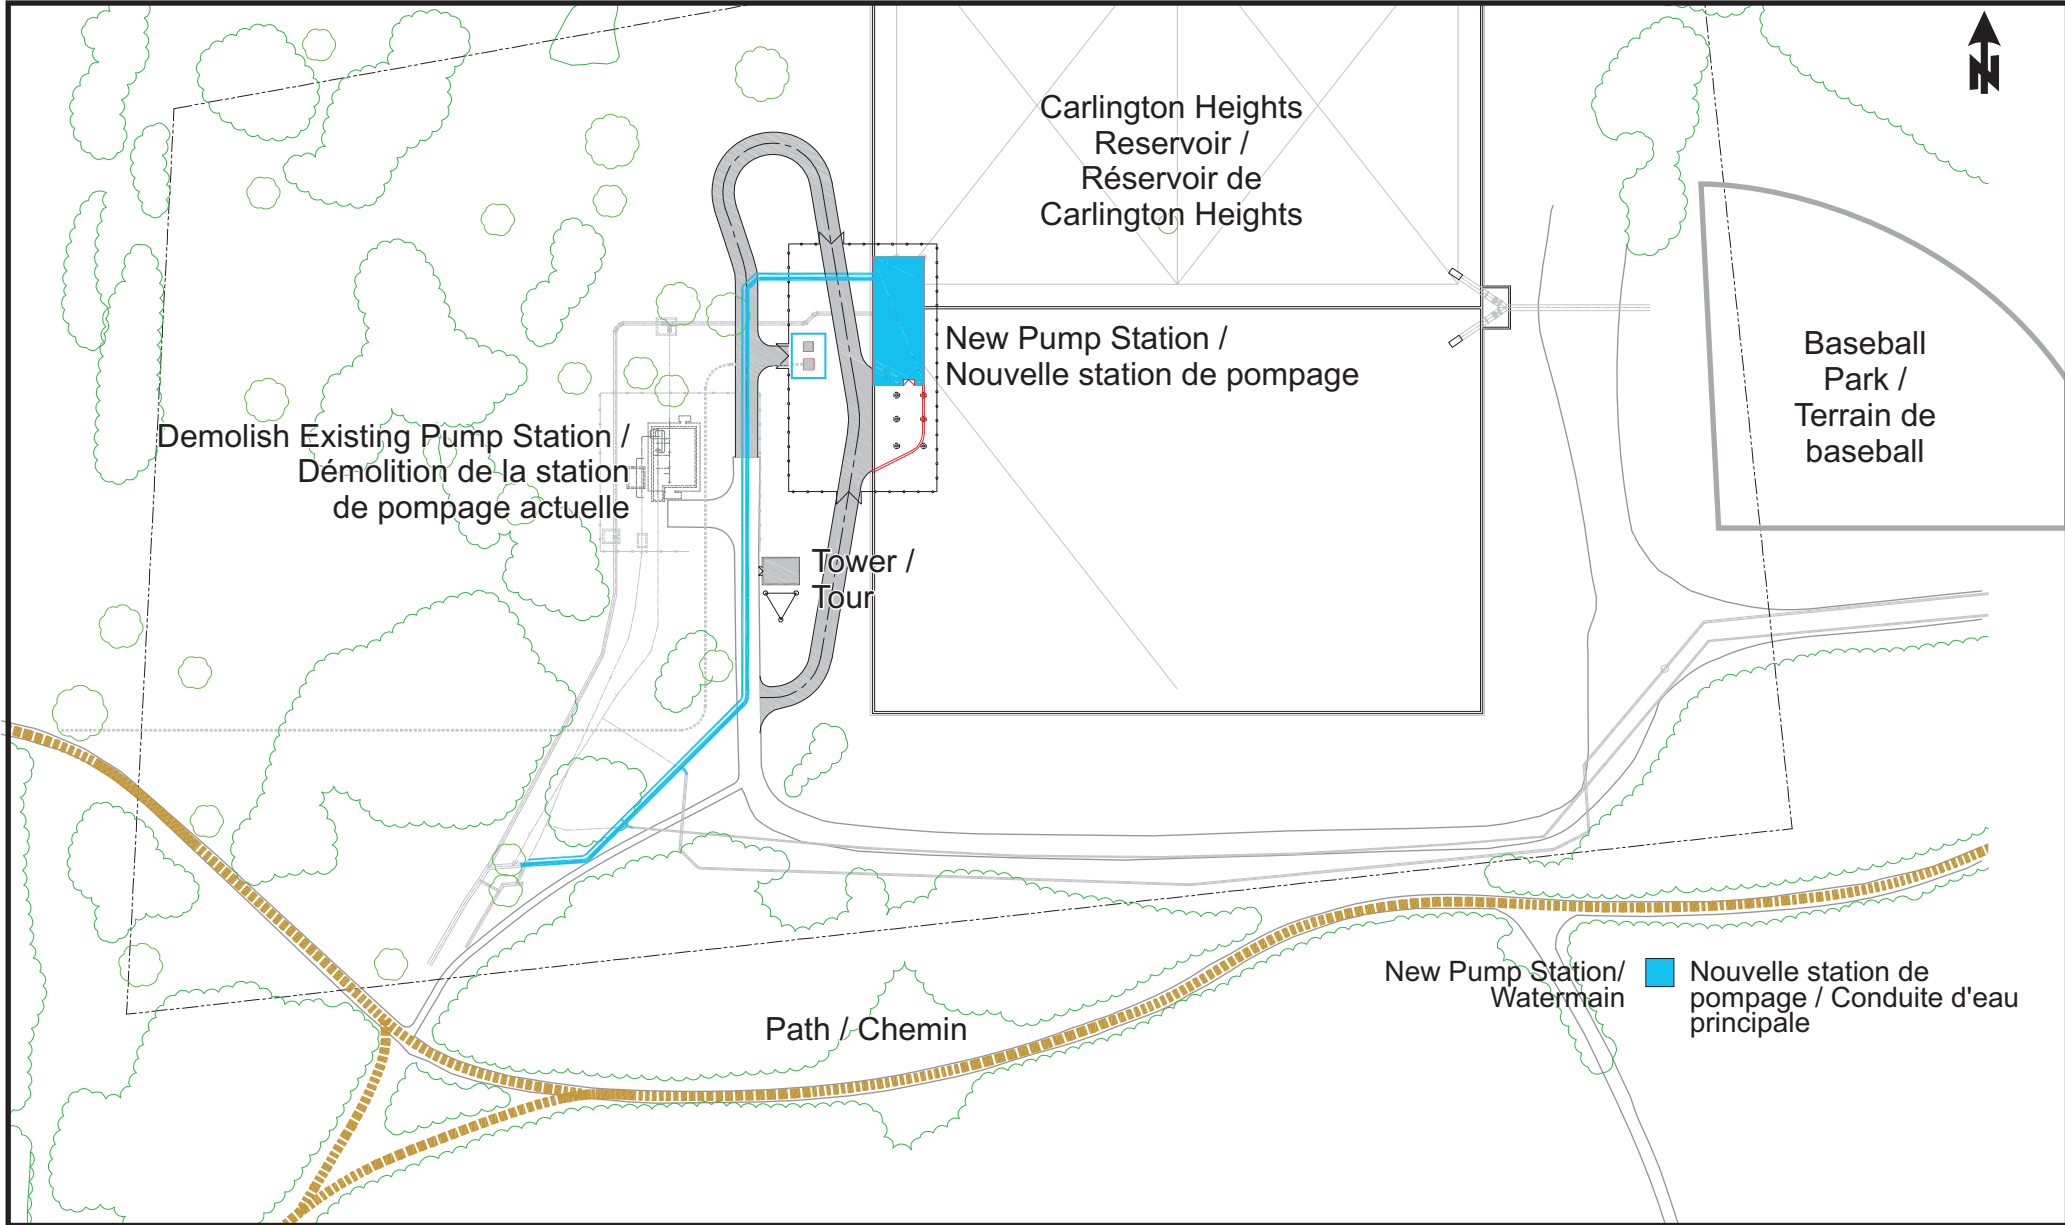 N
Carlington Heights
Reservoir /
Réservoir de
Carlington Heights
New Pump Station /
Nouvelle station de pompage
Baseball
Park /
Terrain de
baseball
Demolish Existing Pump Station /
Démolition de la station
de pompage actuelle
Tower /
Tour
New Pump Station/
Watermain
Nouvelle station de
pompage / Conduite d'eau
principale
Path / Chemin